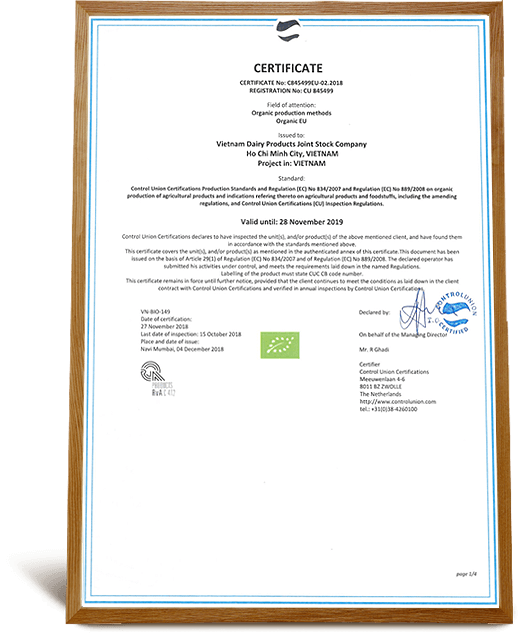 CERTIFICATE
CERTIFICATE No: C845499EU-02.2018
REGISTRATION No: CU 845499
Field of attention:
Organic production methods
Organic EU
Issued to:
Vietnam Dairy Products Joint Stock Company
Ho Chi Minh City, VIETNAM
Project in: VIETNAM
Standard:
Control Union Certifications Production Standards and Regulation (EC) No 834/2007 and Regulation (EC) No 889/2008 on organic
production of agricultural products and indications refering thereto on agricultural products and foodstuffs, including the amending
regulations, and Control Union Certifications (CU) Inspection Regulations.
Valid until: 28 November 2019
Control Union Certifications declares to have inspected the unit(s), and/or product(s) of the above mentioned client, and have found them
in accordance with the standards mentioned above.
This certificate covers the unit(s), and/or product(s) as mentioned in the authenticated annex of this certificate.This document has been
issued on the basis of Article 29(1) of Regulation (EC) No 834/2007 and of Regulation (EC) No 889/2008. The declared operator has
submitted his activities under control, and meets the requirements laid down in the named Regulations.
Labelling of the product must state CUC CB code number.
This certificate remains in force until further notice, provided that the client continues to meet the conditions as laid down in the client
contract with Control Union Certifications and verified in annual inspections by Control Union Certifications
VN-BIO-149
Date of certification:
27 November 2018
Last date of inspection: 15 October 2018
Place and date of issue:
Navi Mumbai, 04 December 2018
PRODUCTS
RvA C 412
Declared by:
CONTROLUNION
CERTIFIED
On behalf of the Managing Director
Mr. R Ghadi
Certifier
Control Union Certifications
Meeuwenlaan 4-6
8011 BZ ZWOLLE
The Netherlands
http://www.controlunion.com
tel.: +31(0)38-4260100
page 1/4